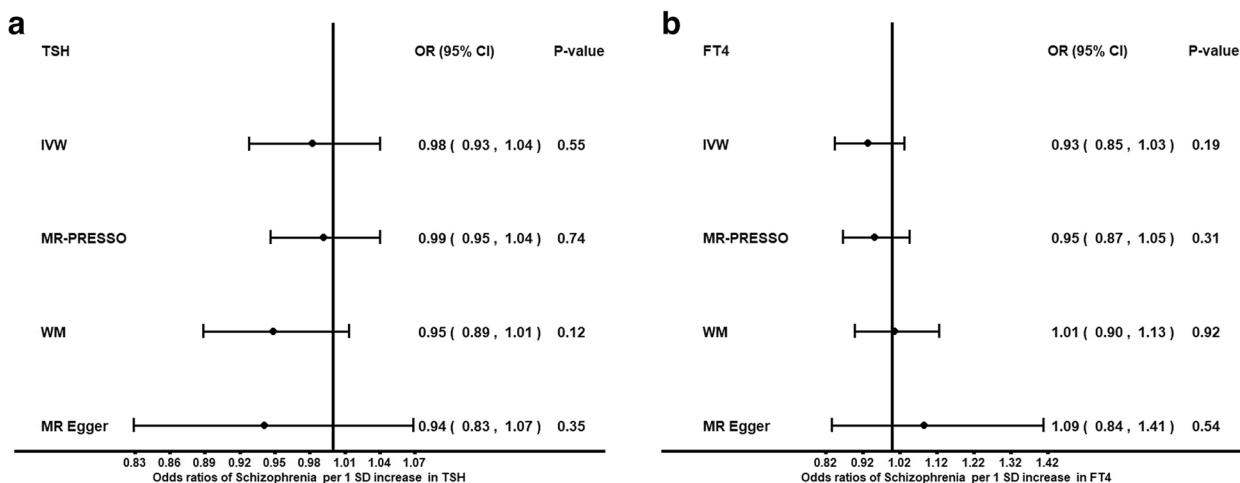 a
TSH OR (95% CI) P-value
IVW 0.98 ( 0.93 , 1.04 ) 0.55
MR-PRESSO 0.99 ( 0.95 , 1.04 ) 0.74
WM 0.95 ( 0.89 , 1.01 ) 0.12
MR Egger 0.94 ( 0.83 , 1.07 ) 0.35
0.83 0.86 0.89 0.92 0.95 0.98 1.01 1.04 1.07
Odds ratios of Schizophrenia per 1 SD increase in TSH
b
FT4 OR (95% CI) P-value
IVW 0.93 ( 0.85 , 1.03 ) 0.19
MR-PRESSO 0.95 ( 0.87 , 1.05 ) 0.31
WM 1.01 ( 0.90 , 1.13 ) 0.92
MR Egger 1.09 ( 0.84 , 1.41 ) 0.54
0.82 0.92 1.02 1.12 1.22 1.32 1.42
Odds ratios of Schizophrenia per 1 SD increase in FT4